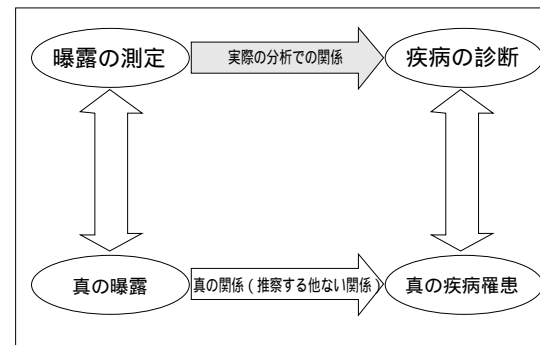 曝露の測定
実際の分析での関係
疾病の診断
真の曝露
真の関係(推察する他ない関係)
真の疾病罹患